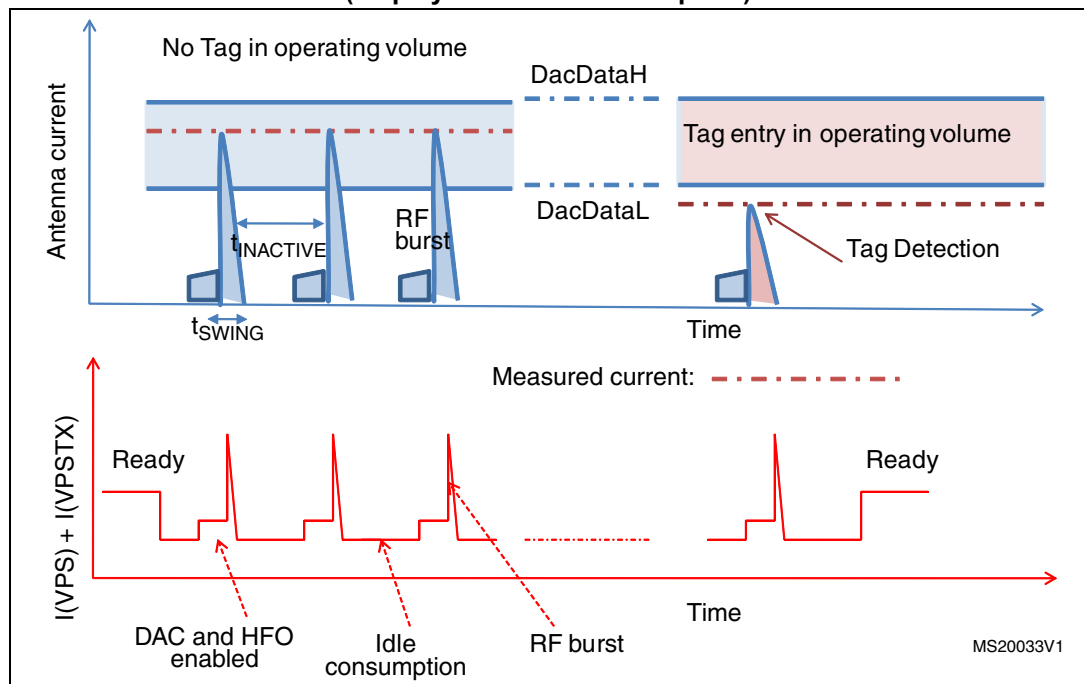 No Tag in operating volume
DacDataH
Tag entry in operating volume
DacDataL
RF
burst
tINACTIVE
Tag Detection
tSWING
Time
Antenna current
Measured current:
Ready
Ready
I(VPS) + I(VPSTX)
Time
DAC and HFO
enabled
Idle
consumption
RF burst
MS20033V1